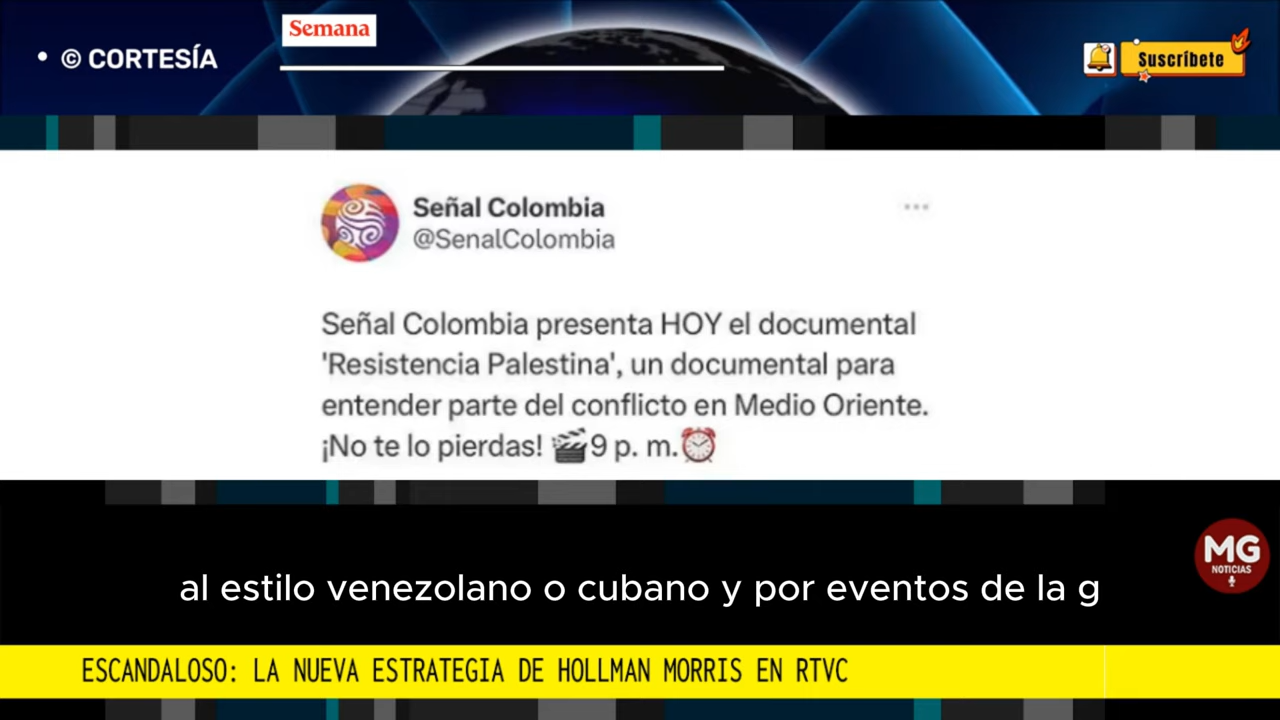 Semana
• © CORTESÍA
Suscríbete
Señal Colombia
@SenalColombia
Señal Colombia presenta HOY el documental
'Resistencia Palestina', un documental para
entender parte del conflicto en Medio Oriente.
¡No te lo pierdas! 🎬9 p. m.⏰
MG
NOTICIAS
al estilo venezolano o cubano y por eventos de la g
ESCANDALOSO: LA NUEVA ESTRATEGIA DE HOLLMAN MORRIS EN RTVC